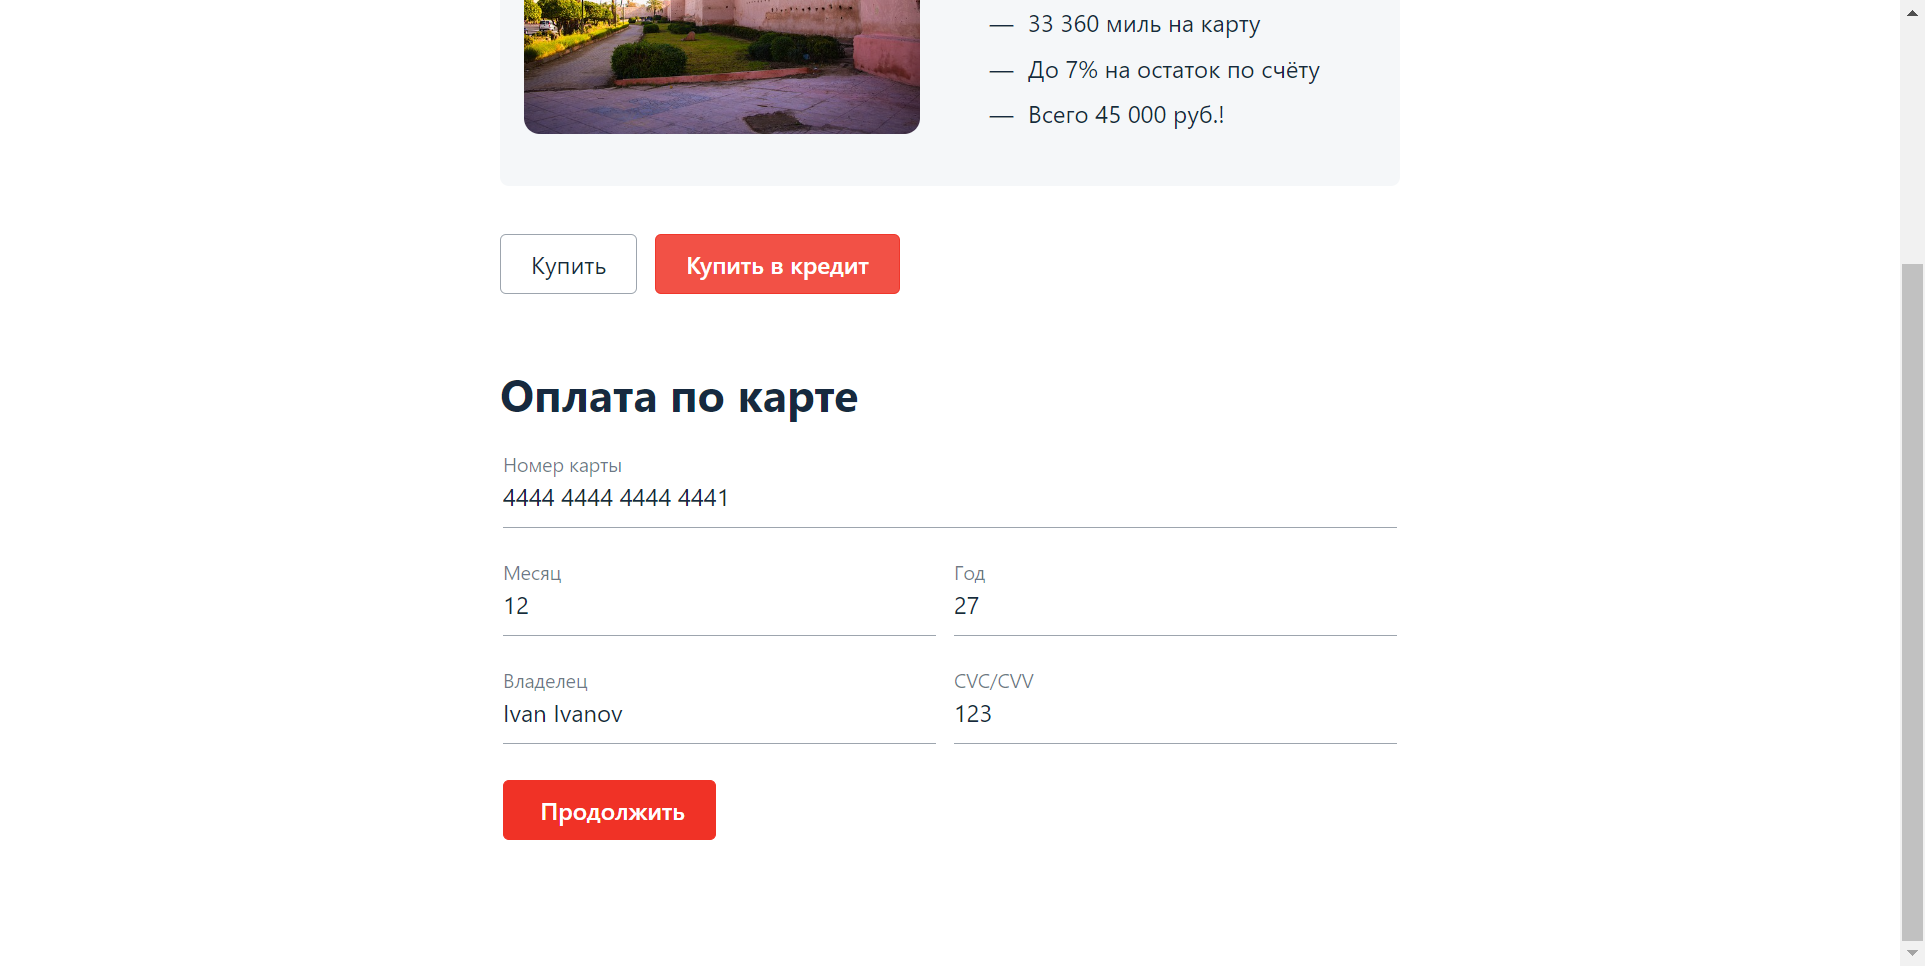 — 33 360 миль на карту
— До 7% на остаток по счёту
— Всего 45 000 руб.!
Купить
Купить в кредит
Оплата по карте
Номер карты
4444 4444 4444 4441
Месяц
Год
12
27
Владелец
CVC/CVV
Ivan Ivanov
123
Продолжить